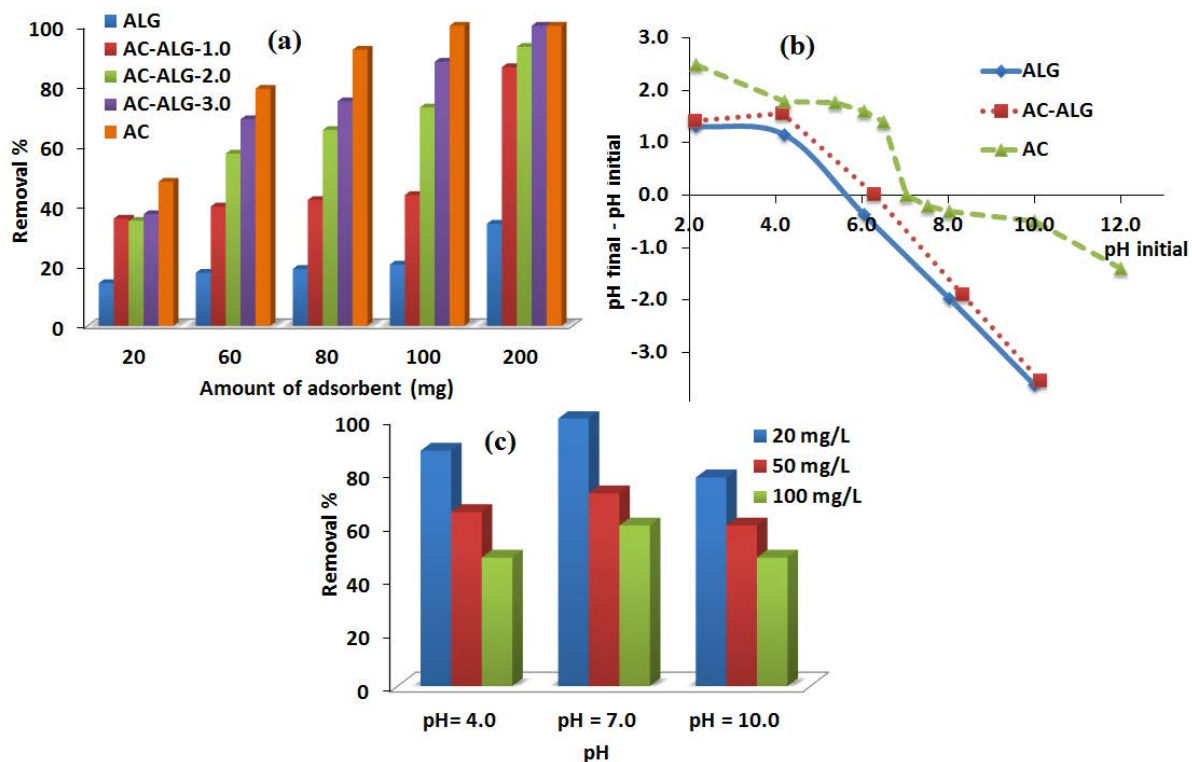 (a)
ALG
AC-ALG-1.0
AC-ALG-2.0
AC-ALG-3.0
AC
Removal %
100
80
60
40
20
0
20 60 80 100 200
Amount of adsorbent (mg)
(b)
ALG
AC-ALG
AC
pH final - pH initial
3.0
2.0
1.0
0.0
-1.0
-2.0
-3.0
2.0 4.0 6.0 8.0 10.0 12.0
pH initial
(c)
20 mg/L
50 mg/L
100 mg/L
Removal %
100
80
60
40
20
0
pH= 4.0 pH = 7.0 pH = 10.0
pH